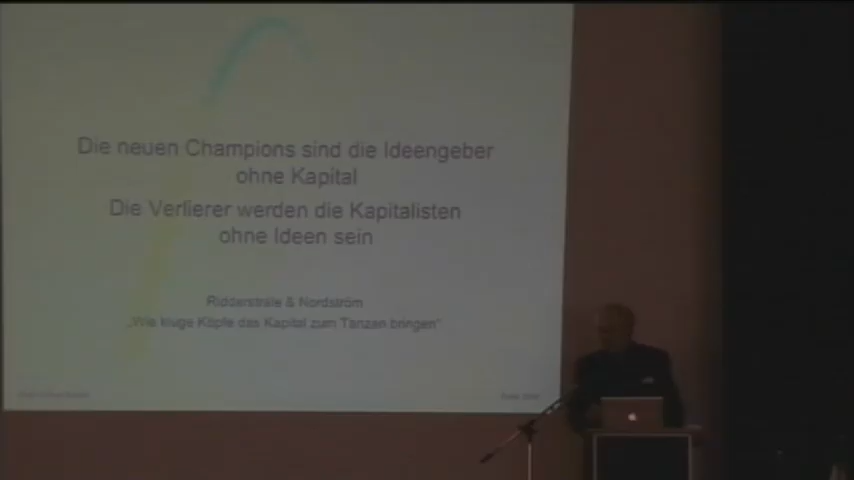 Die neuen Champions sind die Ideengeber
ohne Kapital
Die Verlierer werden die Kapitalisten
ohne Ideen sein
Ridderstråle & Nordström
„Wie kluge Köpfe das Kapital zum Tanzen bringen“